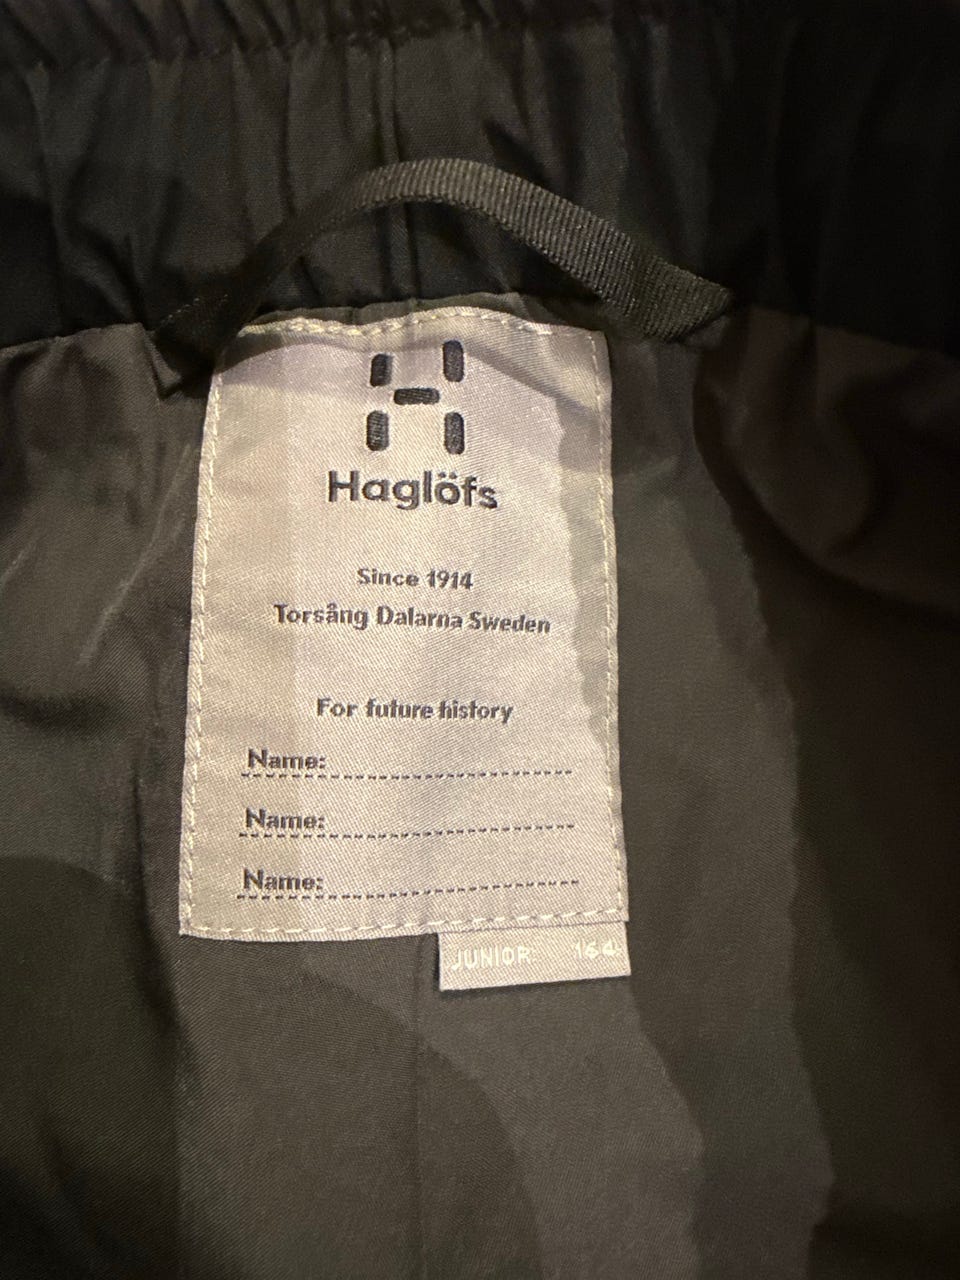 Haglöfs
Since 1914
Torsång Dalarna Sweden
For future history
Name:
Name:
Name:
JUNIOR: 164